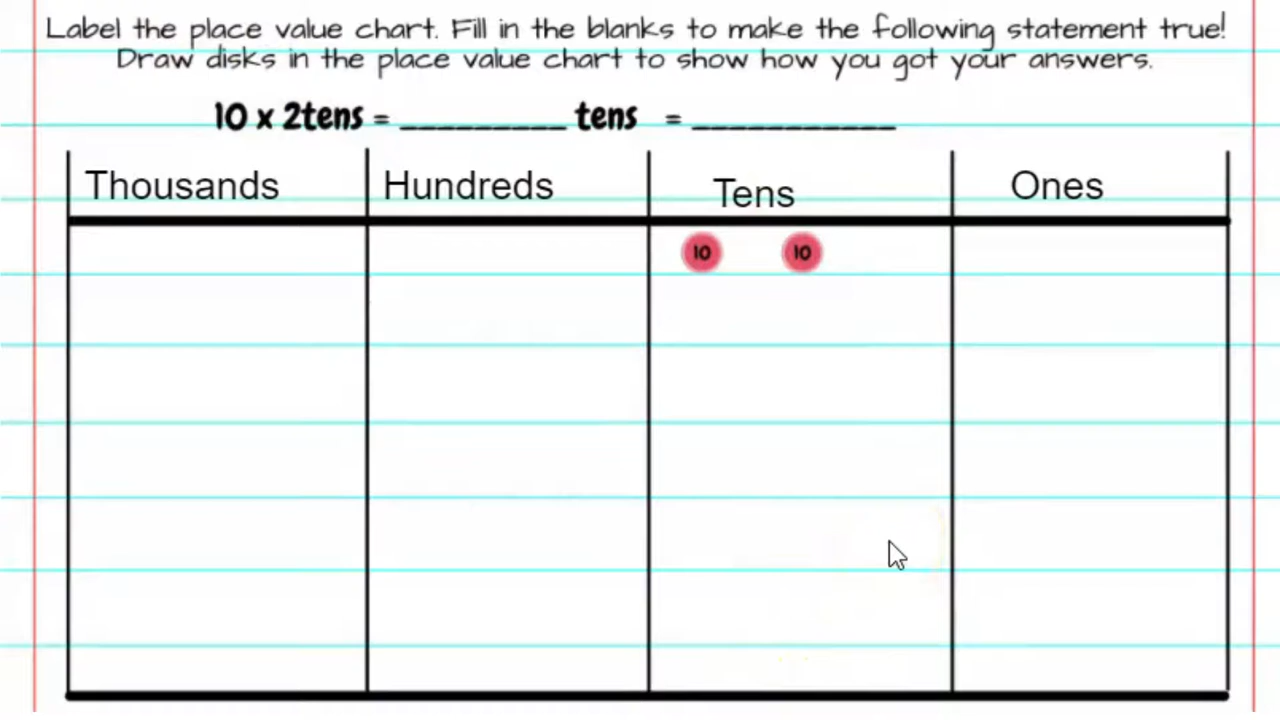 Label the place value chart. Fill in the blanks to make the following statement true!
Draw disks in the place value chart to show how you got your answers.
10 x 2tens = _________ tens = ___________
Thousands Hundreds Tens Ones
10 10